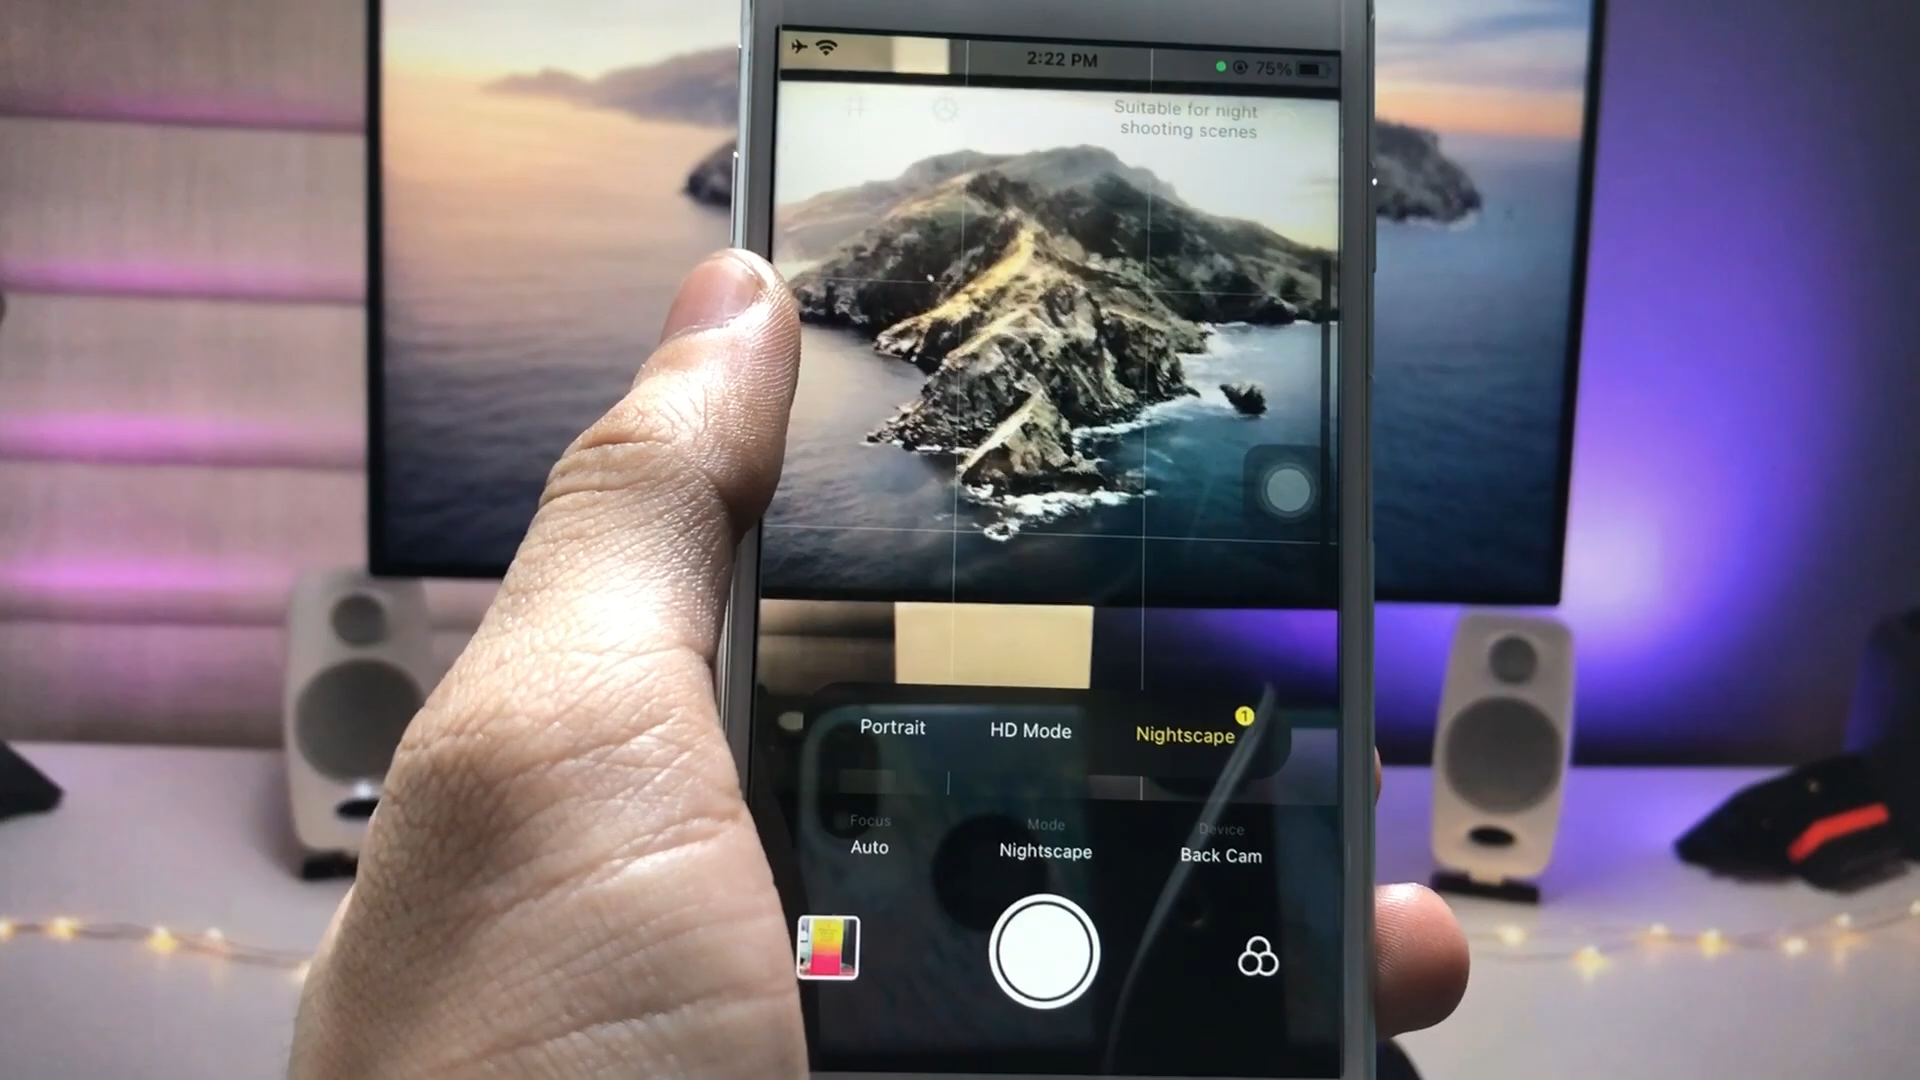 2:22 PM
75%
Suitable for night
shooting scenes
Portrait
HD Mode
Nightscape
1
Focus
Mode
Device
Auto
Nightscape
Back Cam